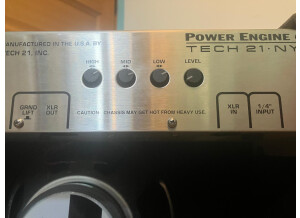 MANUFACTURED IN THE U.S.A. BY
TECH 21, INC.
POWER ENGINE
TECH 21·NY
HIGH MID LOW LEVEL
GRND LIFT
XLR OUT
CAUTION: CHASSIS MAY GET HOT FROM HEAVY USE.
XLR IN
1/4" INPUT